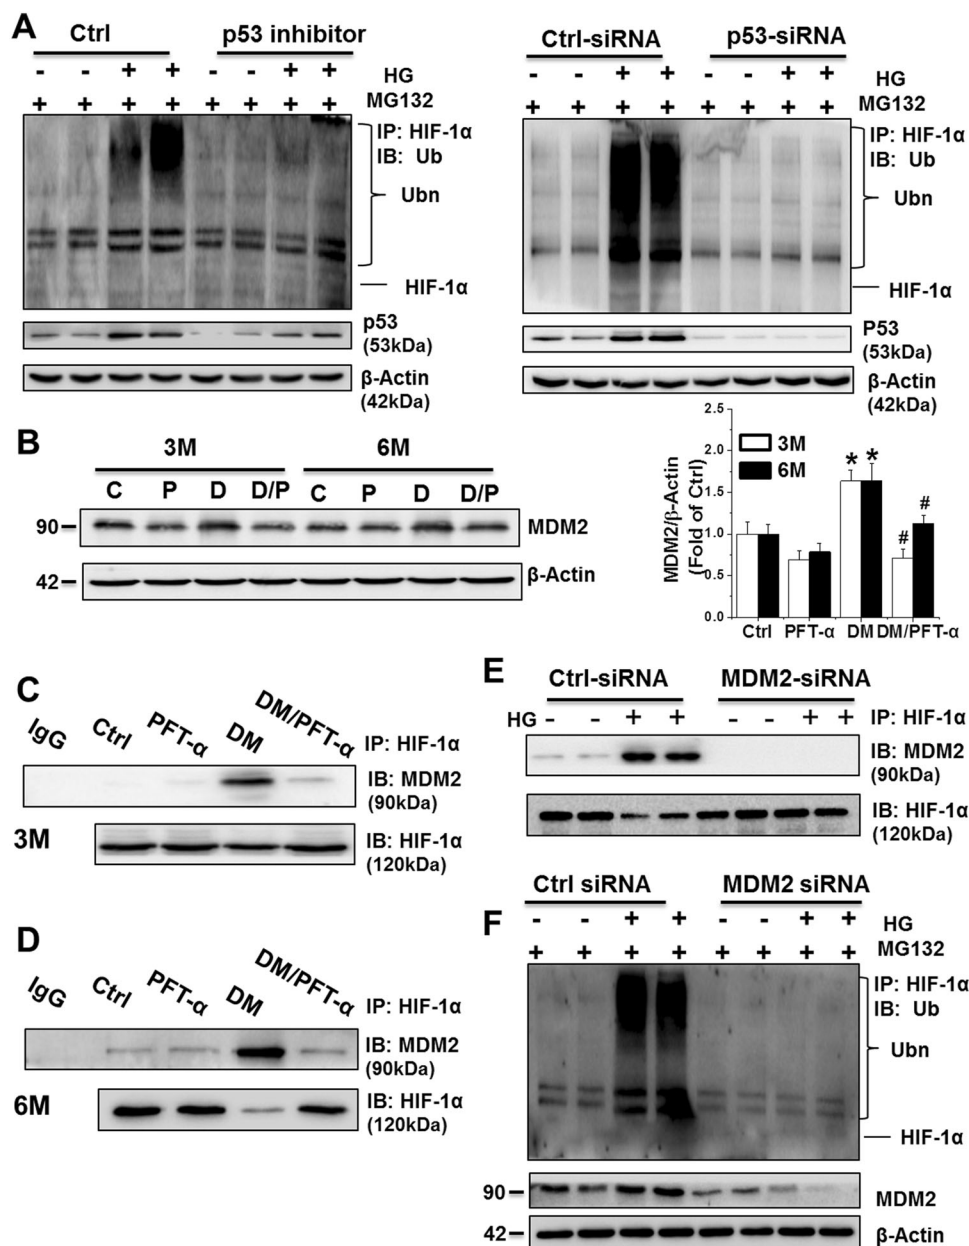 A
Ctrl p53 inhibitor
- - + + - - + + HG
+ + + + + + + + MG132
IP: HIF-1α
IB: Ub
Ubn
HIF-1α
p53
(53kDa)
β-Actin
(42kDa)
Ctrl-siRNA p53-siRNA
- - + + - - + + HG
+ + + + + + + + MG132
IP: HIF-1α
IB: Ub
Ubn
HIF-1α
P53
(53kDa)
β-Actin
(42kDa)
B
3M 6M
C P D D/P C P D D/P
90 MDM2
42 β-Actin
MDM2/β-Actin
(Fold of Ctrl)
2.5
2.0
1.5
1.0
0.5
0.0
3M
6M
* *
# #
Ctrl PFT-α DM DM/PFT-α
C
IgG Ctrl PFT-α DM DM/PFT-α
IP: HIF-1α
IB: MDM2
(90kDa)
3M
IB: HIF-1α
(120kDa)
D
IgG Ctrl PFT-α DM DM/PFT-α
IP: HIF-1α
IB: MDM2
(90kDa)
6M
IB: HIF-1α
(120kDa)
E
Ctrl-siRNA MDM2-siRNA
HG - - + + - - + + IP: HIF-1α
IB: MDM2
(90kDa)
IB: HIF-1α
(120kDa)
F
Ctrl siRNA MDM2 siRNA
- - + + - - + + HG
+ + + + + + + + MG132
IP: HIF-1α
IB: Ub
Ubn
HIF-1α
90 MDM2
42 β-Actin